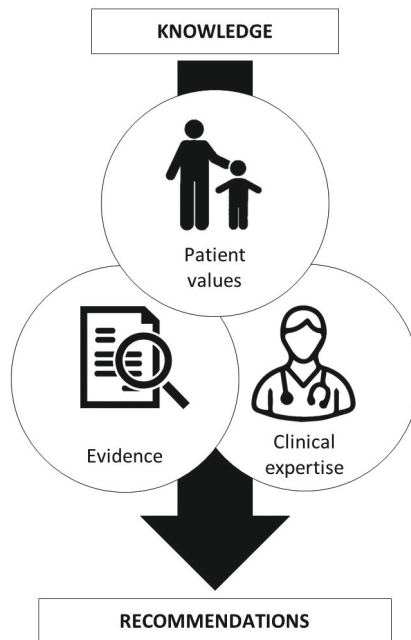 KNOWLEDGE
Patient
values
Evidence
Clinical
expertise
RECOMMENDATIONS